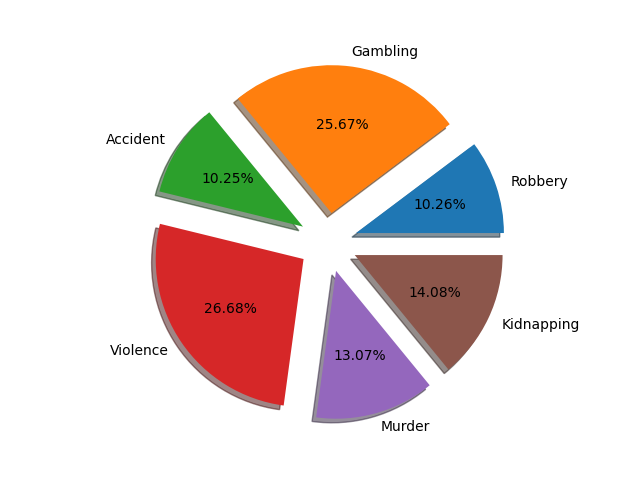 Gambling
25.67%
Accident
10.25%
Robbery
10.26%
Violence
26.68%
Murder
13.07%
Kidnapping
14.08%